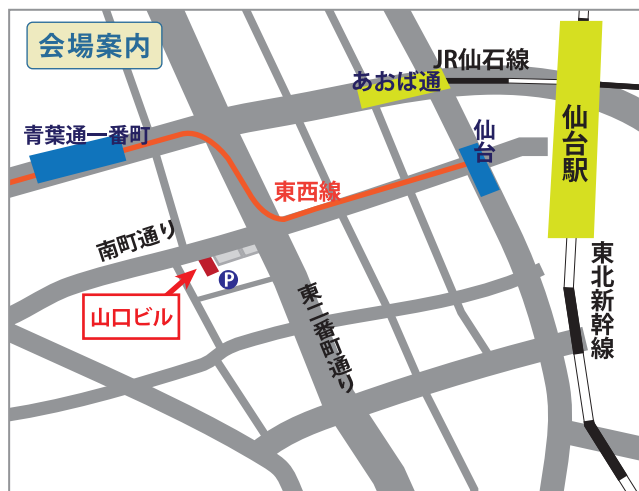 会場案内
JR仙石線
あおば通
青葉通一番町
仙台
仙台駅
東西線
南町通り
P
山口ビル
東二番町通り
東北新幹線